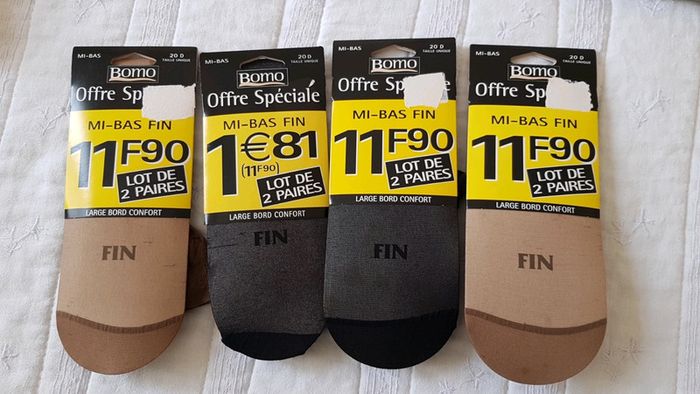 MI-BAS
20 D
TAILLE UNIQUE
BOMO
Offre Sp
MI-BAS FIN
11F90
LOT DE
2 PAIRES
LARGE BORD CONFORT
FIN
MI-BAS
20 D
TAILLE UNIQUE
BOMO
Offre Spéciale
MI-BAS FIN
1€81
(11F90)
LOT DE
2 PAIRES
LARGE BORD CONFORT
FIN
MI-BAS
20 D
TAILLE UNIQUE
BOMO
Offre Spé
MI-BAS FIN
11F90
LOT DE
2 PAIRES
LARGE BORD CONFORT
FIN
MI-BAS
20 D
TAILLE UNIQUE
BOMO
Offre Sp
MI-BAS FIN
11F90
LOT DE
2 PAIRES
LARGE BORD CONFORT
FIN